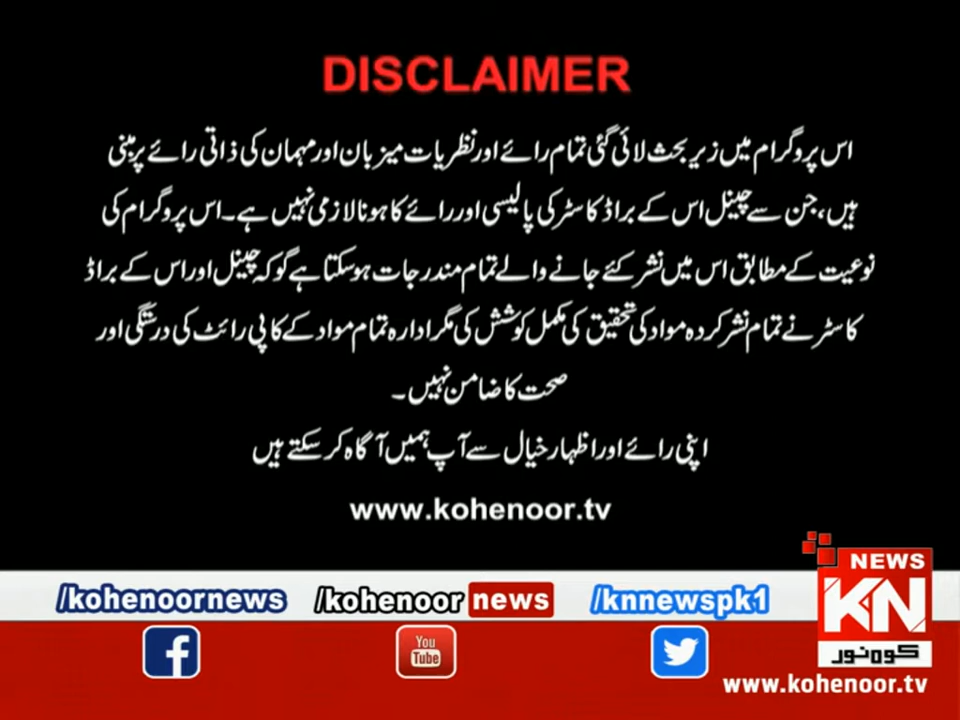 DISCLAIMER
اس پروگرام میں زیر بحث لائی گئی تمام رائے اور نظریات میزبان اور مہمان کی ذاتی رائے پر مبنی
ہیں، جن سے چینل اس کے براڈ کاسٹر کی پالیسی اور رائے کا ہونا لازمی نہیں ہے۔ اس پروگرام کی
نوعیت کے مطابق اس میں نشر کئے جانے والے تمام مندرجات ہو سکتا ہے گو کہ چینل اور اس کے براڈ
کاسٹر نے تمام نشر کردہ مواد کی تحقیق کی مکمل کوشش کی مگر ادارہ تمام مواد کے کاپی رائٹ کی درستگی اور
صحت کا ضامن نہیں۔
اپنی رائے اور اظہار خیال سے آپ ہمیں آگاہ کر سکتے ہیں
www.kohenoor.tv
/kohenoornews /kohenoor news /knnewspk1
You Tube
NEWS
KN
کوہ نور
www.kohenoor.tv